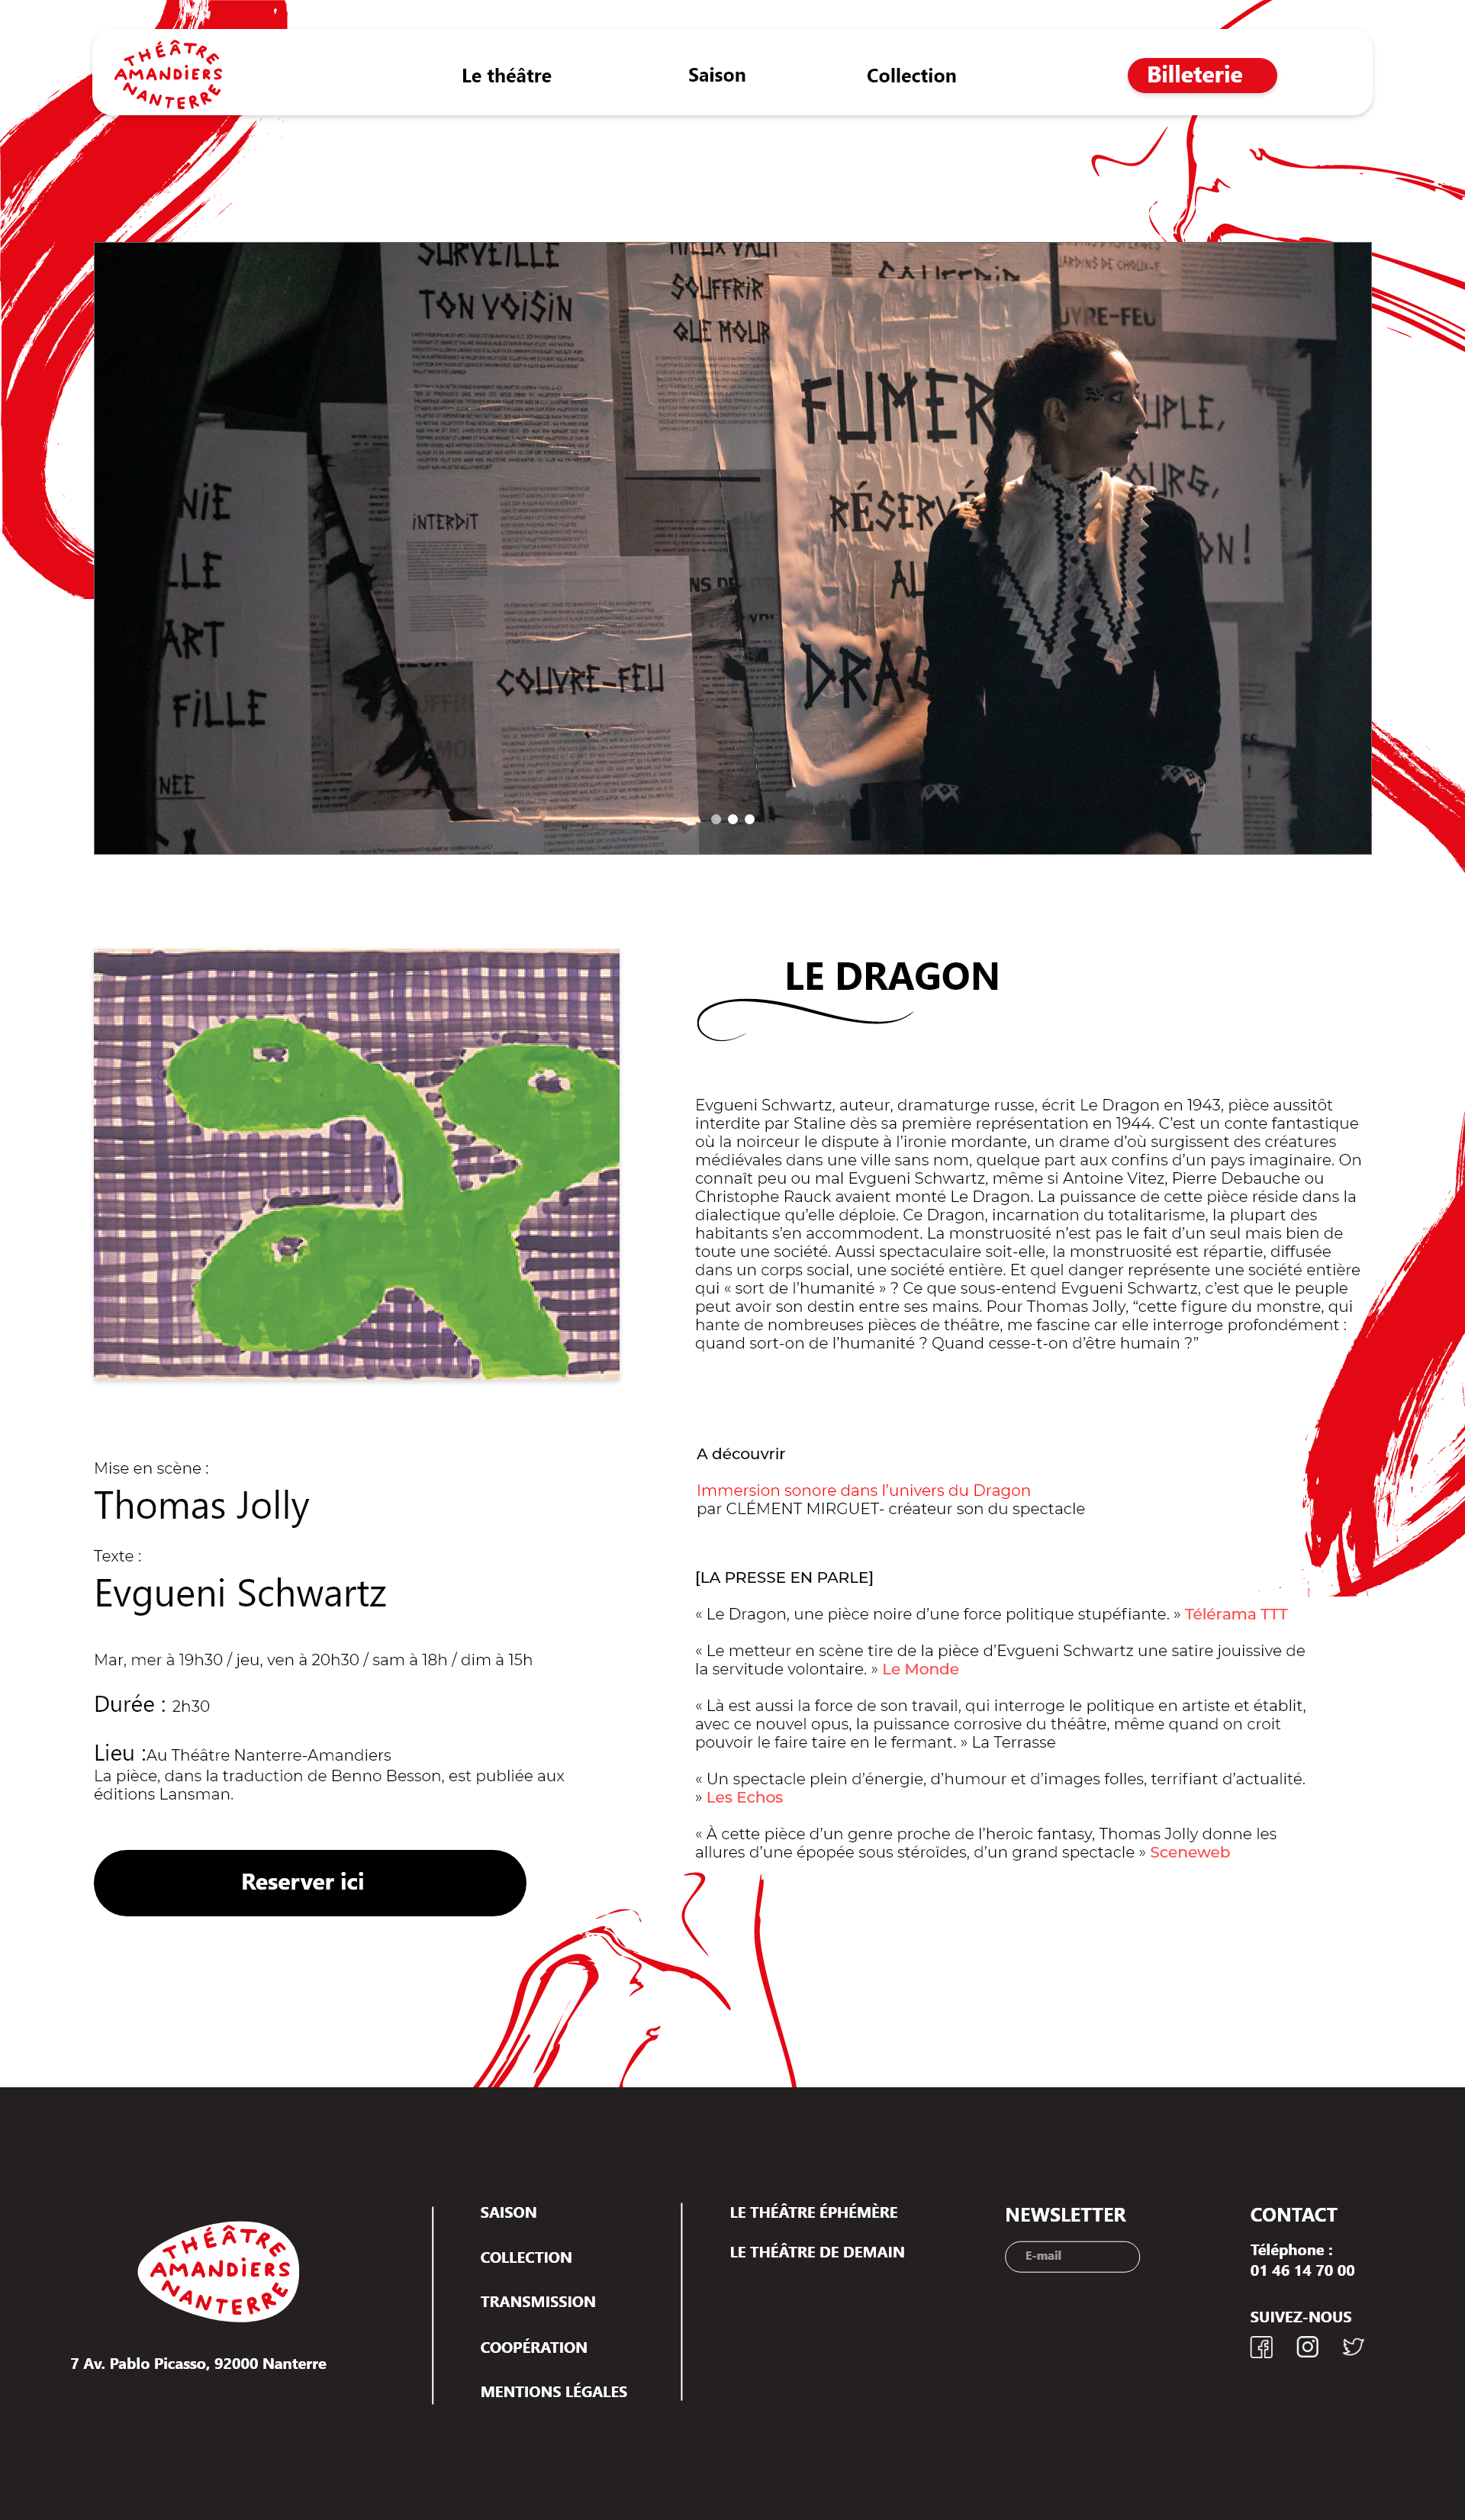 THÉÂTRE
AMANDIERS
NANTERRE
Le théâtre
Saison
Collection
Billeterie
SURVEILLE
TON VOISIN
SOUFFRIR
QUE MOUR
JARDINS DE CHOUX-F
UVRE-FEU
FUMER
UPLE,
RÉSERVÉ
OURG,
ON!
NIE
INTERDIT
LLE
ART
COUVRE-FEU
FILLE
DRAG
LE DRAGON
Evgueni Schwartz, auteur, dramaturge russe, écrit Le Dragon en 1943, pièce aussitôt
interdite par Staline dès sa première représentation en 1944. C’est un conte fantastique
où la noirceur le dispute à l’ironie mordante, un drame d’où surgissent des créatures
médiévales dans une ville sans nom, quelque part aux confins d’un pays imaginaire. On
connaît peu ou mal Evgueni Schwartz, même si Antoine Vitez, Pierre Debauche ou
Christophe Rauck avaient monté Le Dragon. La puissance de cette pièce réside dans la
dialectique qu’elle déploie. Ce Dragon, incarnation du totalitarisme, la plupart des
habitants s’en accommodent. La monstruosité n’est pas le fait d’un seul mais bien de
toute une société. Aussi spectaculaire soit-elle, la monstruosité est répartie, diffusée
dans un corps social, une société entière. Et quel danger représente une société entière
qui « sort de l’humanité » ? Ce que sous-entend Evgueni Schwartz, c’est que le peuple
peut avoir son destin entre ses mains. Pour Thomas Jolly, “cette figure du monstre, qui
hante de nombreuses pièces de théâtre, me fascine car elle interroge profondément :
quand sort-on de l’humanité ? Quand cesse-t-on d’être humain ?”
Mise en scène :
Thomas Jolly
Texte :
Evgueni Schwartz
Mar, mer à 19h30 / jeu, ven à 20h30 / sam à 18h / dim à 15h
Durée : 2h30
Lieu :Au Théâtre Nanterre-Amandiers
La pièce, dans la traduction de Benno Besson, est publiée aux
éditions Lansman.
Reserver ici
A découvrir
Immersion sonore dans l’univers du Dragon
par CLÉMENT MIRGUET- créateur son du spectacle
[LA PRESSE EN PARLE]
« Le Dragon, une pièce noire d’une force politique stupéfiante. » Télérama TTT
« Le metteur en scène tire de la pièce d’Evgueni Schwartz une satire jouissive de
la servitude volontaire. » Le Monde
« Là est aussi la force de son travail, qui interroge le politique en artiste et établit,
avec ce nouvel opus, la puissance corrosive du théâtre, même quand on croit
pouvoir le faire taire en le fermant. » La Terrasse
« Un spectacle plein d’énergie, d’humour et d’images folles, terrifiant d’actualité.
» Les Echos
« À cette pièce d’un genre proche de l’heroic fantasy, Thomas Jolly donne les
allures d’une épopée sous stéroïdes, d’un grand spectacle » Sceneweb
THÉÂTRE
AMANDIERS
NANTERRE
7 Av. Pablo Picasso, 92000 Nanterre
SAISON
COLLECTION
TRANSMISSION
COOPÉRATION
MENTIONS LÉGALES
LE THÉÂTRE ÉPHÉMÈRE
LE THÉÂTRE DE DEMAIN
NEWSLETTER
E-mail
CONTACT
Téléphone :
01 46 14 70 00
SUIVEZ-NOUS